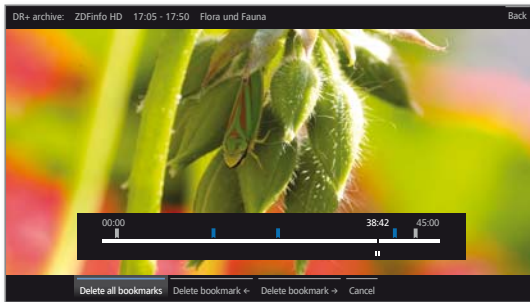 DR+ archive: ZDFinfo HD 17:05 - 17:50 Flora und Fauna Back
00:00 38:42 45:00
Delete all bookmarks Delete bookmark ← Delete bookmark → Cancel